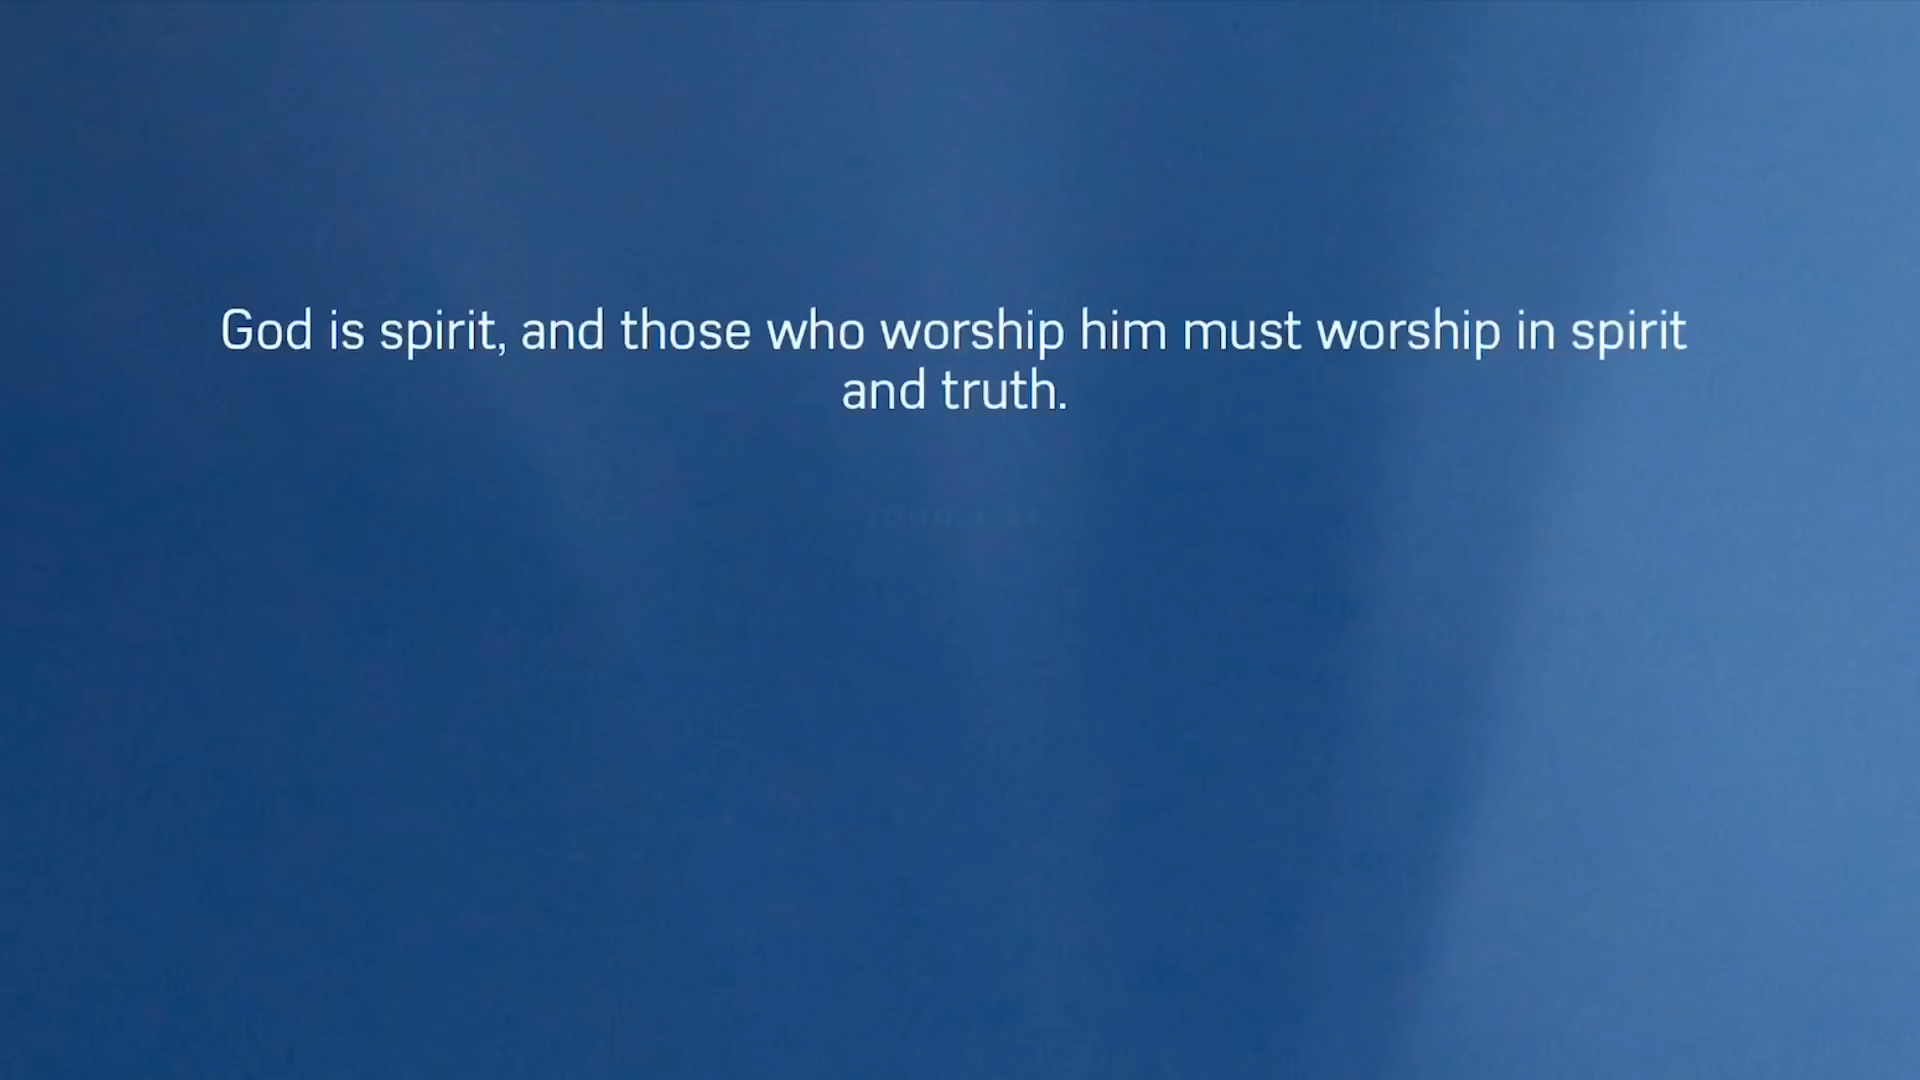 God is spirit, and those who worship him must worship in spirit
and truth.